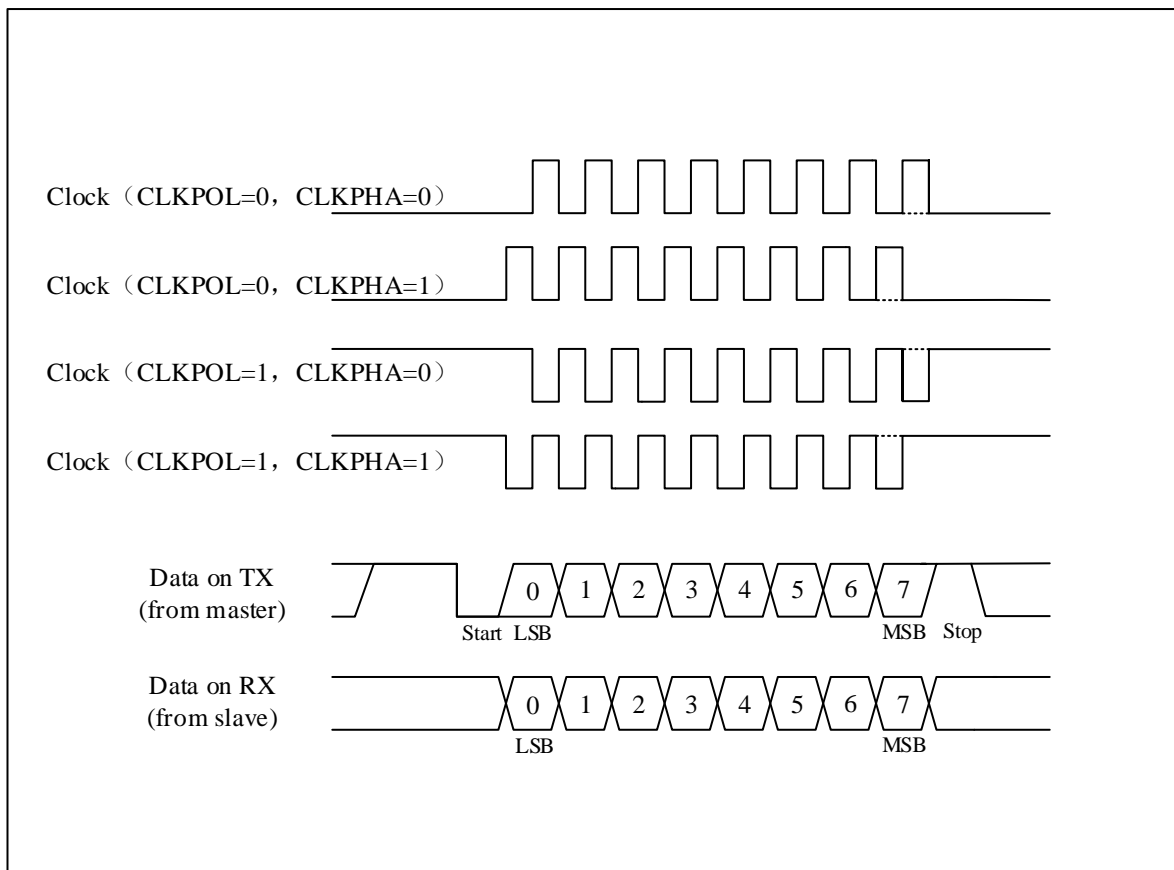 Clock（CLKPOL=0，CLKPHA=0）
Clock（CLKPOL=0，CLKPHA=1）
Clock（CLKPOL=1，CLKPHA=0）
Clock（CLKPOL=1，CLKPHA=1）
Data on TX
(from master)
0 1 2 3 4 5 6 7
Start LSB MSB Stop
Data on RX
(from slave)
0 1 2 3 4 5 6 7
LSB MSB